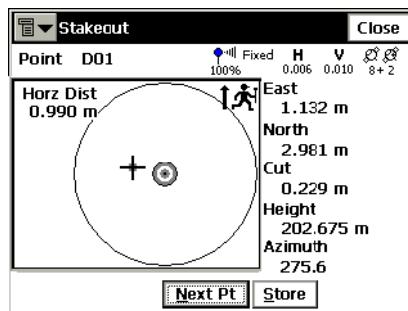 Stakeout
Close
Point D01
Fixed H V
100% 0.006 0.010 8+2
Horz Dist
0.990 m
East
1.132 m
North
2.981 m
Cut
0.229 m
Height
202.675 m
Azimuth
275.6
Next Pt Store